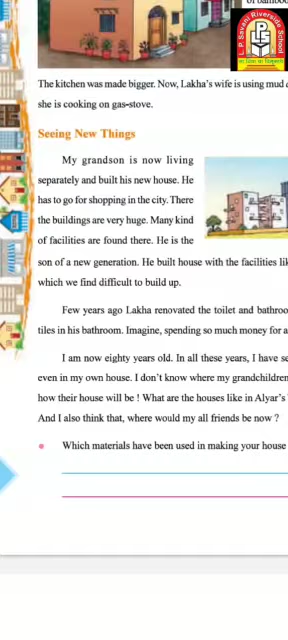 of bamboo
L P Savani Riverside School
LPS
The kitchen was made bigger. Now, Lakha's wife is using mud
she is cooking on gas-stove.
Seeing New Things
My grandson is now living
separately and built his new house. He
has to go for shopping in the city. There
the buildings are very huge. Many kind
of facilities are found there. He is the
son of a new generation. He built house with the facilities lik
which we find difficult to build up.
Few years ago Lakha renovated the toilet and bathroo
tiles in his bathroom. Imagine, spending so much money for a
I am now eighty years old. In all these years, I have se
even in my own house. I don't know where my grandchildren
how their house will be ! What are the houses like in Alyar's
And I also think that, where would my all friends be now ?
Which materials have been used in making your house